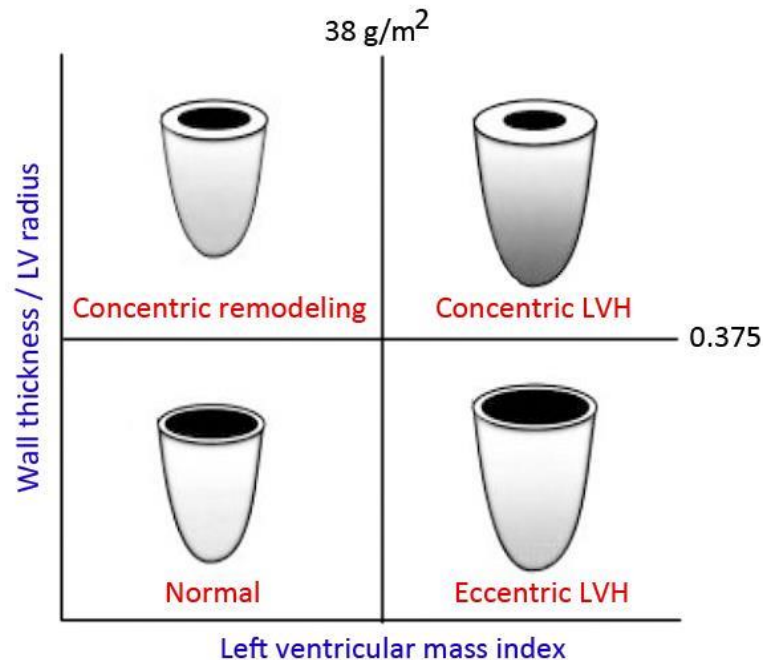 38 g/m²
Wall thickness / LV radius
Concentric remodeling
Concentric LVH
0.375
Normal
Eccentric LVH
Left ventricular mass index